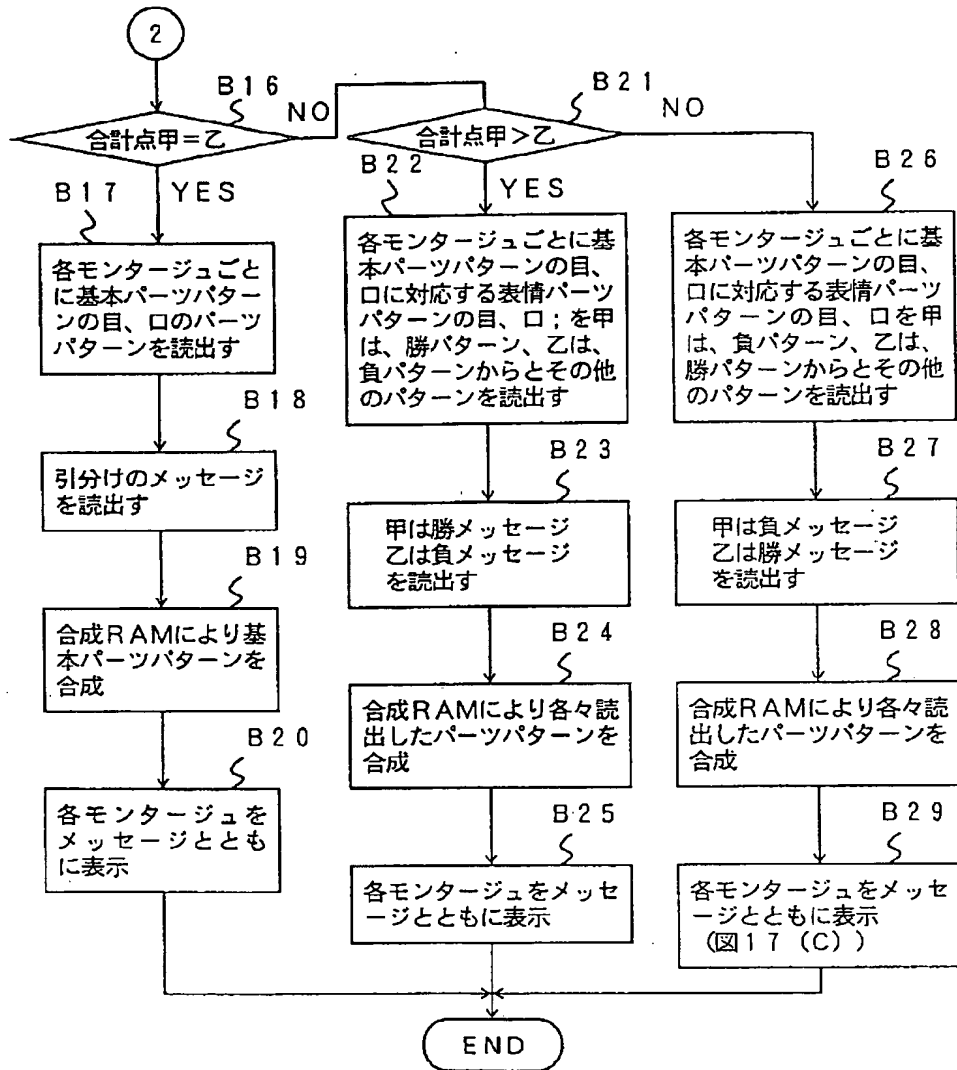 2
B16
合計点甲=乙
NO
YES
B17
各モンタージュごと
に基本パーツパター
ンの目、口のパーツ
パターンを読出す
B18
引分けのメッセージ
を読出す
B19
合成RAMにより基
本パーツパターンを
合成
B20
各モンタージュを
メッセージととも
に表示
B21
合計点甲>乙
NO
YES
B22
各モンタージュごとに基
本パーツパターンの目、
口に対応する表情パーツ
パターンの目、口;を甲
は、勝パターン、乙は、
負パターンからとその他
のパターンを読出す
B23
甲は勝メッセージ
乙は負メッセージ
を読出す
B24
合成RAMにより各々読
出したパーツパターンを
合成
B25
各モンタージュをメッセ
ージとともに表示
B26
各モンタージュごとに基
本パーツパターンの目、
口に対応する表情パーツ
パターンの目、口を甲
は、負パターン、乙は、
勝パターンからとその他
のパターンを読出す
B27
甲は負メッセージ
乙は勝メッセージ
を読出す
B28
合成RAMにより各々読
出したパーツパターンを
合成
B29
各モンタージュをメッセ
ージとともに表示
(図17(C))
END